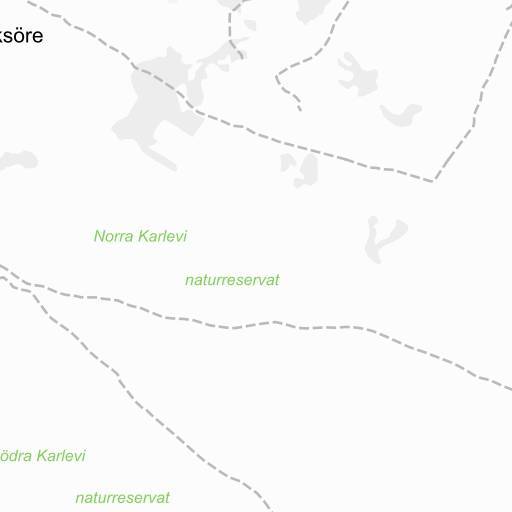 ksöre
Norra Karlevi
naturreservat
ödra Karlevi
naturreservat